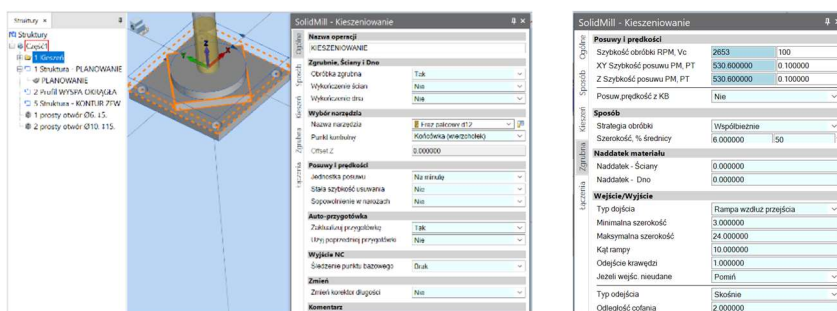 Struktury
Struktury
Część1
1 Kieszeń
1 Struktura - PLANOWANIE
PLANOWANIE
2 Profil WYSPA OKRĄGŁA
5 Struktura - KONTUR ZEW
1 prosty otwór Ø6. ↕5.
2 prosty otwór Ø10. ↕15.
SolidMill - Kieszeniowanie
Ogólne
Sposób
Kieszeń
Zgrubna
Łączenia
Nazwa operacji
KIESZENIOWANIE
Zgrubnie, Ściany i Dno
Obróbka zgrubna Tak
Wykończenie ścian Nie
Wykończenie dna Nie
Wybór narzędzia
Nazwa narzędzia Frez palcowy d12
Punkt kontrolny Końcówka (wierzchołek)
Offset Z 0.000000
Posuwy i prędkości
Jednostka posuwu Na minutę
Stała szybkość usuwania Nie
Spowolnienie w narożach Nie
Auto-przygotówka
Zaktualizuj przygotówkę Tak
Użyj poprzedniej przygotówki Nie
Wyjście NC
Śledzenie punktu bazowego Brak
Zmień
Zmień korektor długości Nie
Komentarz
SolidMill - Kieszeniowanie
Ogólne
Sposób
Kieszeń
Zgrubna
Łączenia
Posuwy i prędkości
Szybkość obróbki RPM, Vc 2653 100
XY Szybkość posuwu PM, PT 530.600000 0.100000
Z Szybkość posuwu PM, PT 530.600000 0.100000
Posuw,prędkość z KB Nie
Sposób
Strategia obróbki Współbieżnie
Szerokość, % średnicy 6.000000 50
Naddatek materiału
Naddatek - Ściany 0.000000
Naddatek - Dno 0.000000
Wejście/Wyjście
Typ dojścia Rampa wzdłuż przejścia
Minimalna szerokość 3.000000
Maksymalna szerokość 24.000000
Kąt rampy 10.000000
Odejście krawędzi 1.000000
Jeżeli wejśc. nieudane Pomiń
Typ odejścia Skośnie
Odległość cofania 2.000000